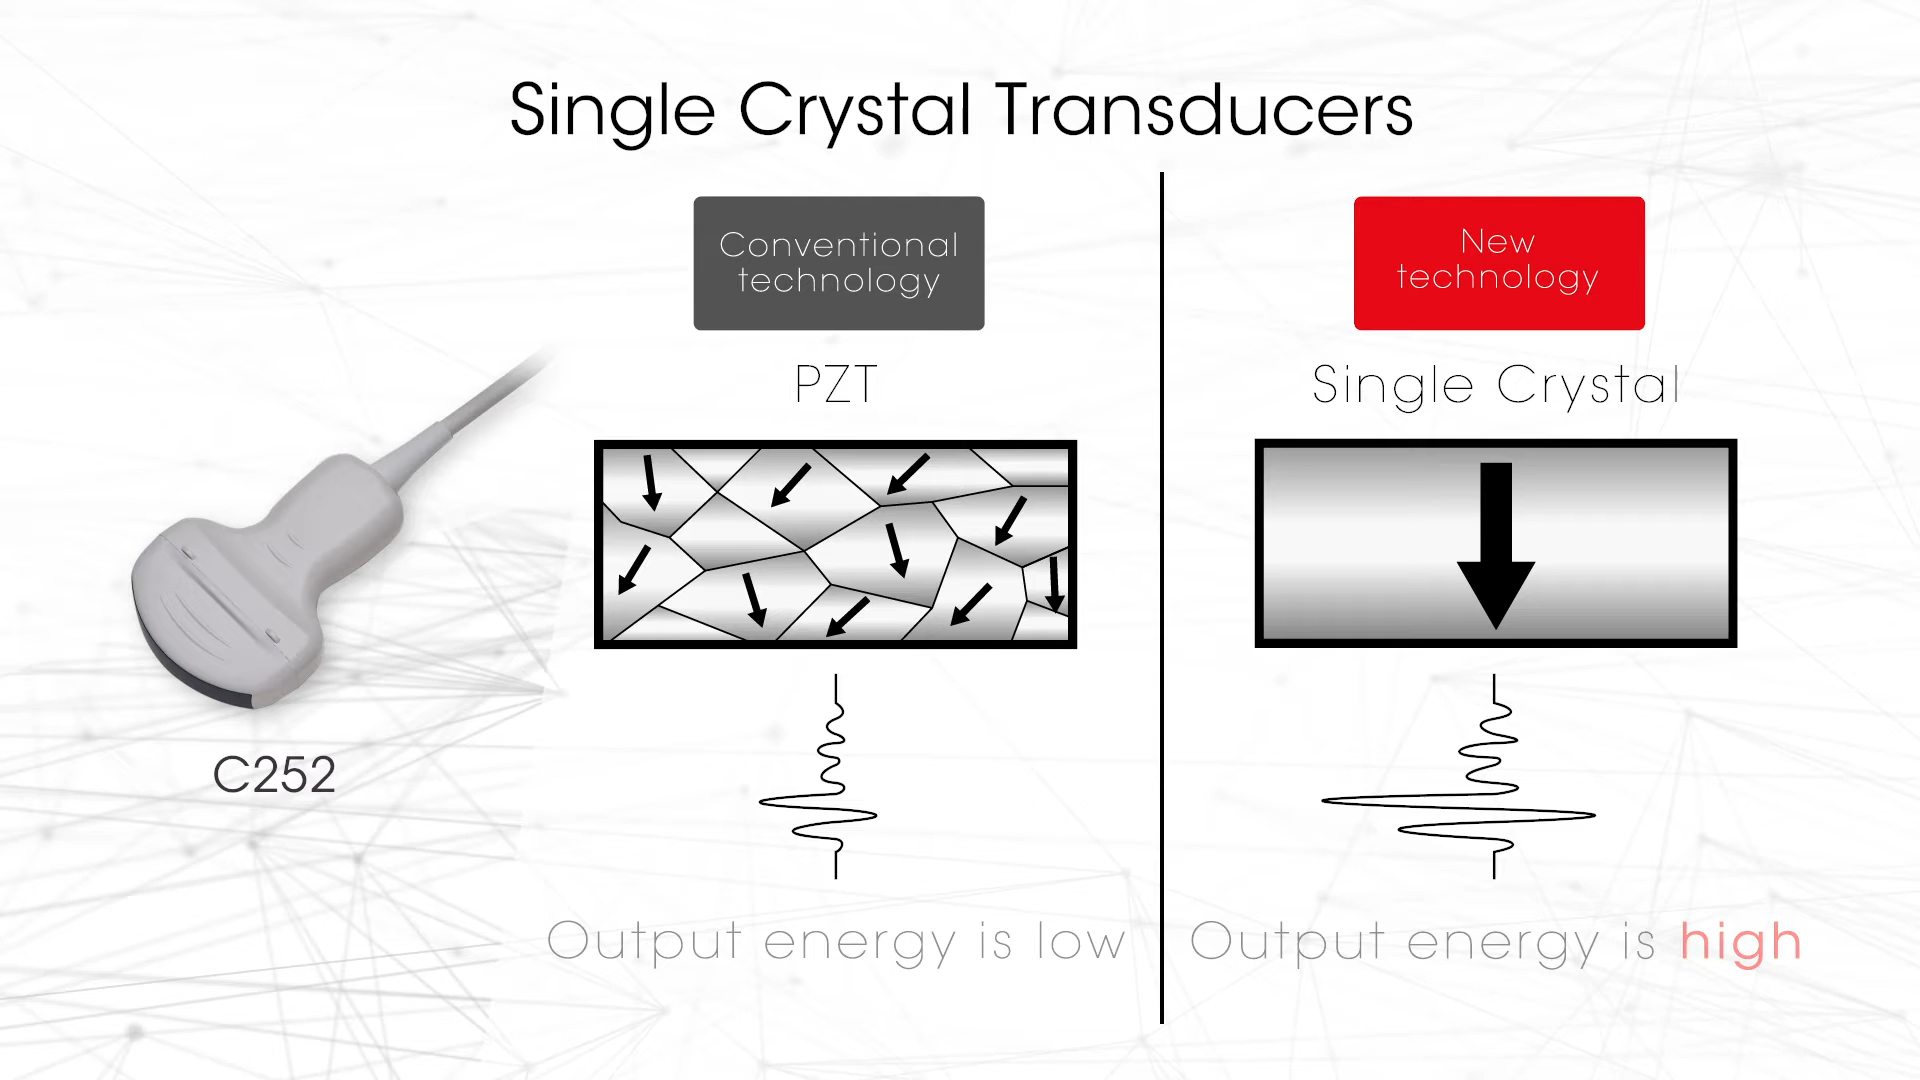 Single Crystal Transducers
Conventional
technology
PZT
Output energy is low
New
technology
Single Crystal
Output energy is high
C252